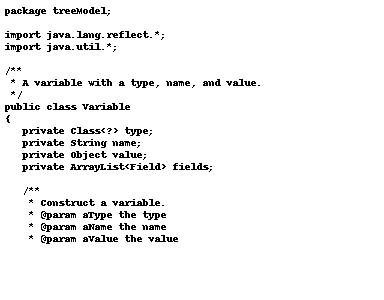 package treeModel;

import java.lang.reflect.*;
import java.util.*;

/**
 * A variable with a type, name, and value.
 */
public class Variable
{
   private Class<?> type;
   private String name;
   private Object value;
   private ArrayList<Field> fields;

   /**
    * Construct a variable.
    * @param aType the type
    * @param aName the name
    * @param aValue the value